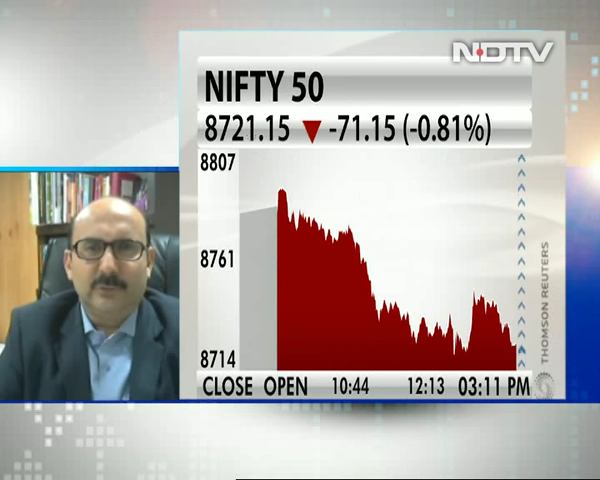 NDTV
NIFTY 50
8721.15 ▼ -71.15 (-0.81%)
8807
8761
8714
CLOSE OPEN 10:44 12:13 03:11 PM
THOMSON REUTERS